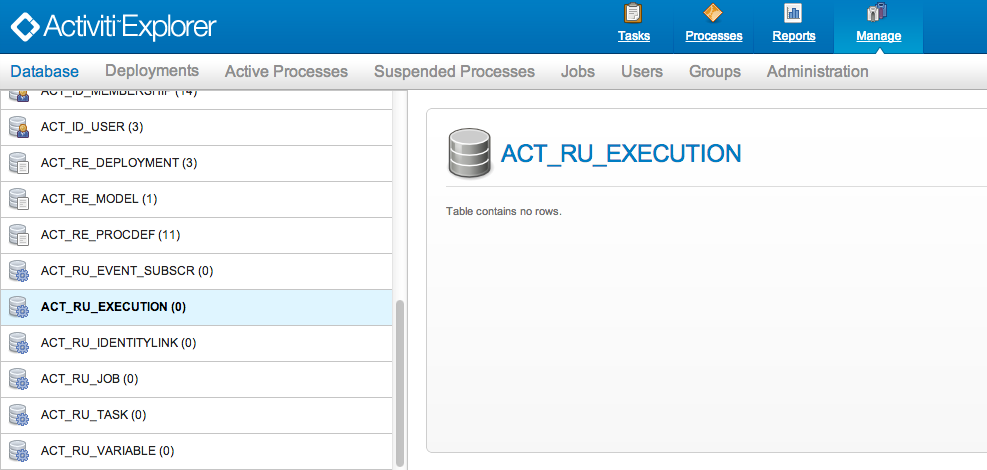 Activiti Explorer
Tasks
Processes
Reports
Manage
Database
Deployments
Active Processes
Suspended Processes
Jobs
Users
Groups
Administration
ACT_ID_MEMBERSHIP (14)
ACT_ID_USER (3)
ACT_RE_DEPLOYMENT (3)
ACT_RE_MODEL (1)
ACT_RE_PROCDEF (11)
ACT_RU_EVENT_SUBSCR (0)
ACT_RU_EXECUTION (0)
ACT_RU_IDENTITYLINK (0)
ACT_RU_JOB (0)
ACT_RU_TASK (0)
ACT_RU_VARIABLE (0)
ACT_RU_EXECUTION
Table contains no rows.